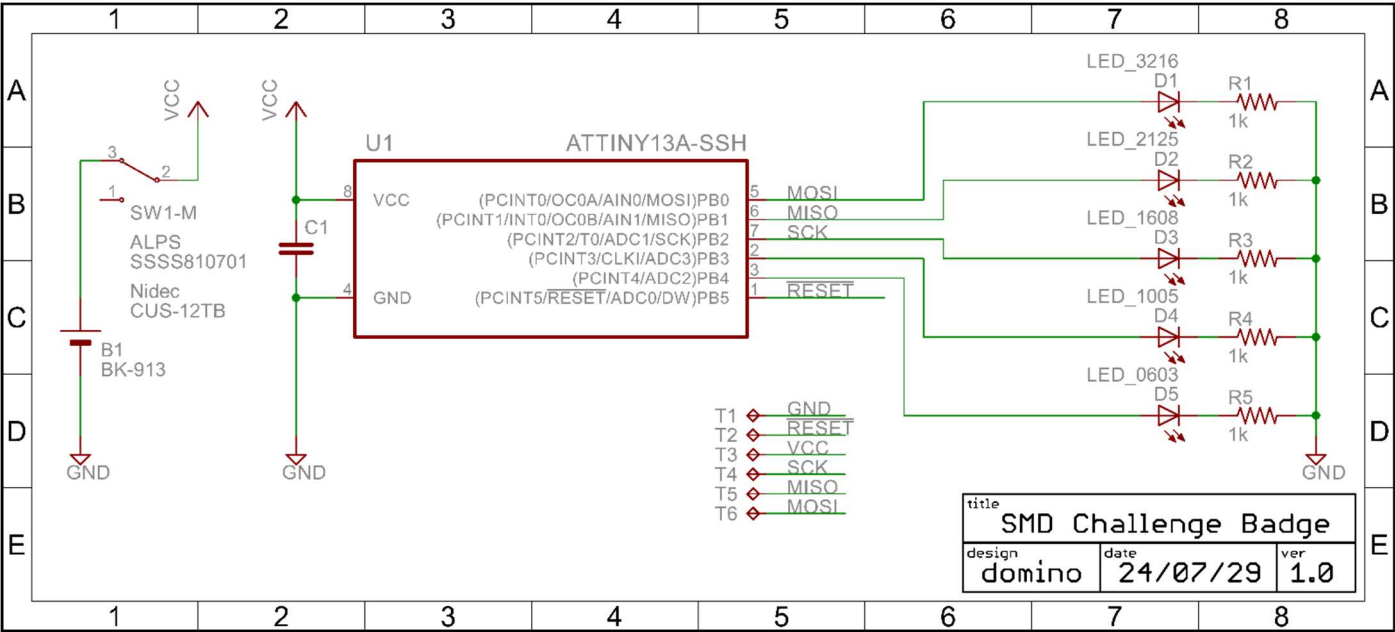 1 2 3 4 5 6 7 8
A A
B B
C C
D D
E E
VCC
3
2
1
SW1-M
ALPS
SSSS810701
Nidec
CUS-12TB
B1
BK-913
GND
VCC
C1
GND
U1 ATTINY13A-SSH
8 VCC
4 GND
(PCINT0/OC0A/AIN0/MOSI)PB0 5 MOSI
(PCINT1/INT0/OC0B/AIN1/MISO)PB1 6 MISO
(PCINT2/T0/ADC1/SCK)PB2 7 SCK
(PCINT3/CLKI/ADC3)PB3 2
(PCINT4/ADC2)PB4 3
(PCINT5/RESET/ADC0/DW)PB5 1 RESET
LED_3216
D1 R1
1k
LED_2125
D2 R2
1k
LED_1608
D3 R3
1k
LED_1005
D4 R4
1k
LED_0603
D5 R5
1k
GND
T1 GND
T2 RESET
T3 VCC
T4 SCK
T5 MISO
T6 MOSI
title
SMD Challenge Badge
design date ver
domino 24/07/29 1.0
1 2 3 4 5 6 7 8